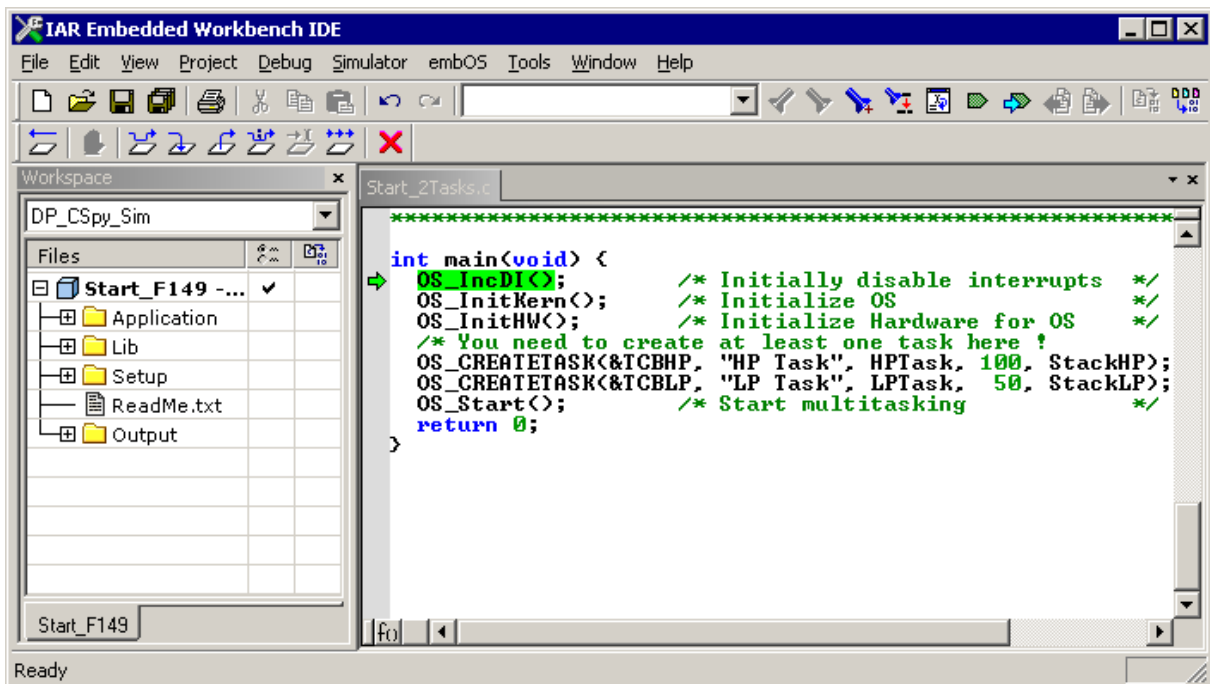 IAR Embedded Workbench IDE
File Edit View Project Debug Simulator embOS Tools Window Help
Workspace
DP_CSpy_Sim
Files
Start_F149 -...
Application
Lib
Setup
ReadMe.txt
Output
Start_F149
Start_2Tasks.c
*********************************************************
int main(void) {
OS_IncDI(); /* Initially disable interrupts */
OS_InitKern(); /* Initialize OS */
OS_InitHW(); /* Initialize Hardware for OS */
/* You need to create at least one task here !
OS_CREATETASK(&TCBHP, "HP Task", HPTask, 100, StackHP);
OS_CREATETASK(&TCBLP, "LP Task", LPTask, 50, StackLP);
OS_Start(); /* Start multitasking */
return 0;
}
Ready